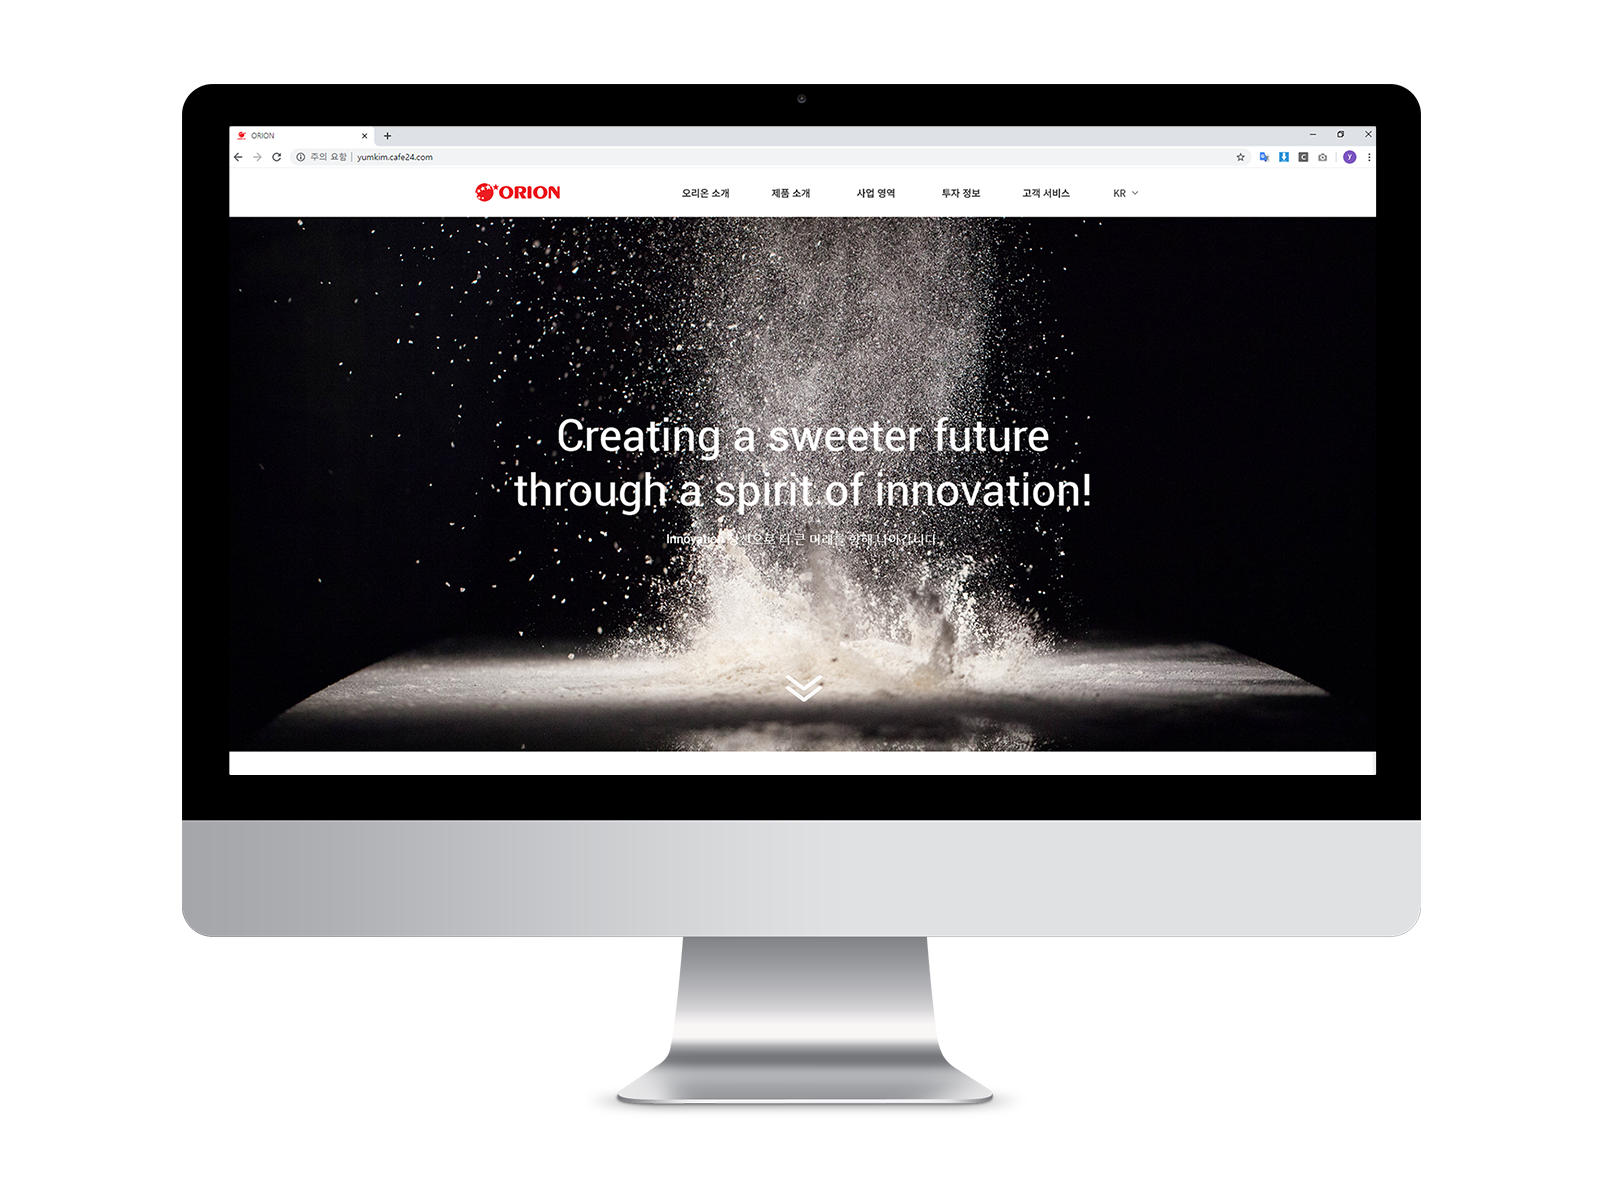 ORION
주의 요함 | yumkim.cafe24.com
y
ORION
오리온 소개 제품 소개 사업 영역 투자 정보 고객 서비스 KR
Creating a sweeter future
through a spirit of innovation!
Innovation 정신으로 더 큰 미래를 향해 나아갑니다.